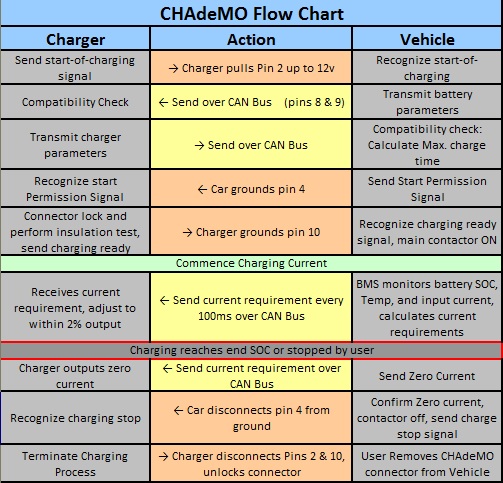 CHAdeMO Flow Chart
Charger Action Vehicle
Send start-of-charging
signal
→ Charger pulls Pin 2 up to 12v
Recognize start-of-
charging
Compatibility Check
← Send over CAN Bus (pins 8 & 9)
Transmit battery
parameters
Transmit charger
parameters
→ Send over CAN Bus
Compatibility check:
Calculate Max. charge
time
Recognize start
Permission Signal
← Car grounds pin 4
Send Start Permission
Signal
Connector lock and
perform insulation test,
send charging ready
→ Charger grounds pin 10
Recognize charging ready
signal, main contactor ON
Commence Charging Current
Receives current
requirement, adjust to
within 2% output
← Send current requirement every
100ms over CAN Bus
BMS monitors battery SOC,
Temp, and input current,
calculates current
requirements
Charging reaches end SOC or stopped by user
Charger outputs zero
current
← Send current requirement over
CAN Bus
Send Zero Current
Recognize charging stop
← Car disconnects pin 4 from
ground
Confirm Zero current,
contactor off, send charge
stop signal
Terminate Charging
Process
→ Charger disconnects Pins 2 & 10,
unlocks connector
User Removes CHAdeMO
connector from Vehicle